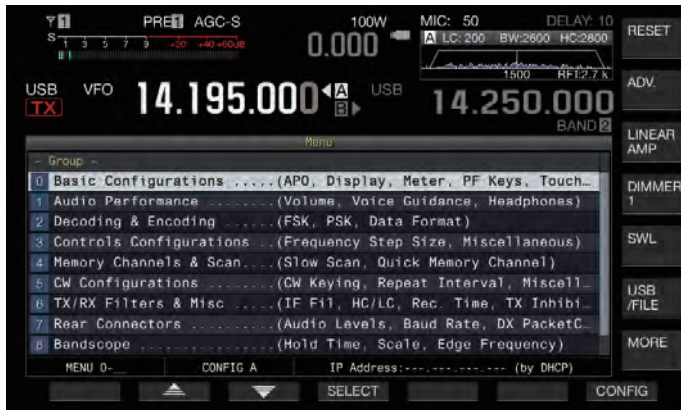 1 PRE1 AGC-S 100W MIC: 50 DELAY: 10
S 1 3 5 7 9 +20 +40 +60dB 0.000 A LC: 200 BW:2600 HC:2800
1500 RFT:2.7 k
USB VFO 14.195.000 A USB 14.250.000
TX B BAND 2
Menu
- Group -
0 Basic Configurations .....(APO, Display, Meter, PF Keys, Touch…
1 Audio Performance ........(Volume, Voice Guidance, Headphones)
2 Decoding & Encoding ......(FSK, PSK, Data Format)
3 Controls Configurations ..(Frequency Step Size, Miscellaneous)
4 Memory Channels & Scan....(Slow Scan, Quick Memory Channel)
5 CW Configurations ........(CW Keying, Repeat Interval, Miscell…
6 TX/RX Filters & Misc .....(IF Fil, HC/LC, Rec. Time, TX Inhibi…
7 Rear Connectors ..........(Audio Levels, Baud Rate, DX PacketC…
8 Bandscope ................(Hold Time, Scale, Edge Frequency)
MENU 0-__ CONFIG A IP Address:---.---.---.--- (by DHCP)
SELECT CONFIG
RESET
ADV.
LINEAR
AMP
DIMMER
1
SWL
USB
/FILE
MORE